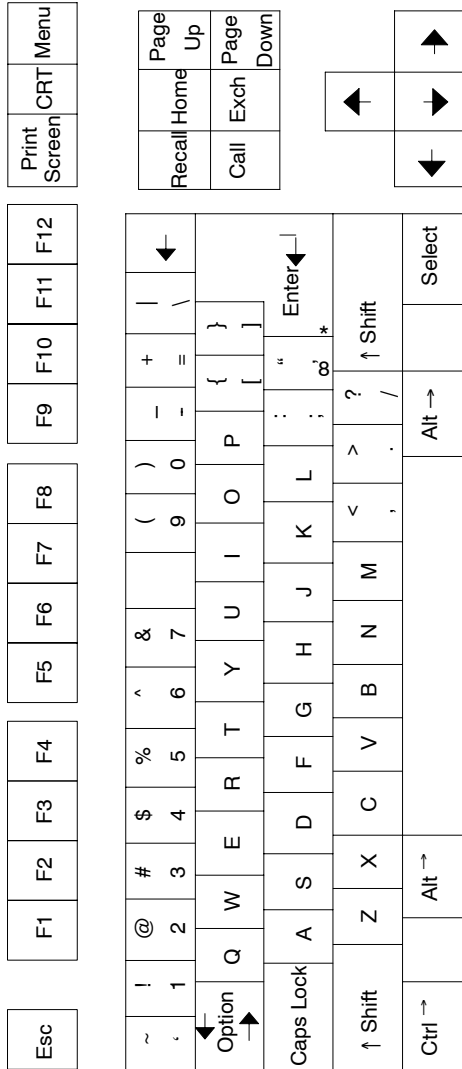 Esc F1 F2 F3 F4 F5 F6 F7 F8 F9 F10 F11 F12 Print CRT Menu
Screen
~ ! @ # $ % ^ & ( ) _ + |
` 1 2 3 4 5 6 7 9 0 - = \
Recall Home Page Up
Option Q W E R T Y U I O P { }
[ ]
Call Exch Page Down
Caps Lock A S D F G H J K L : “ Enter
; ' 8 *
↑ Shift Z X C V B N M < > ? ↑ Shift
, . /
Ctrl → Alt → Alt → Select